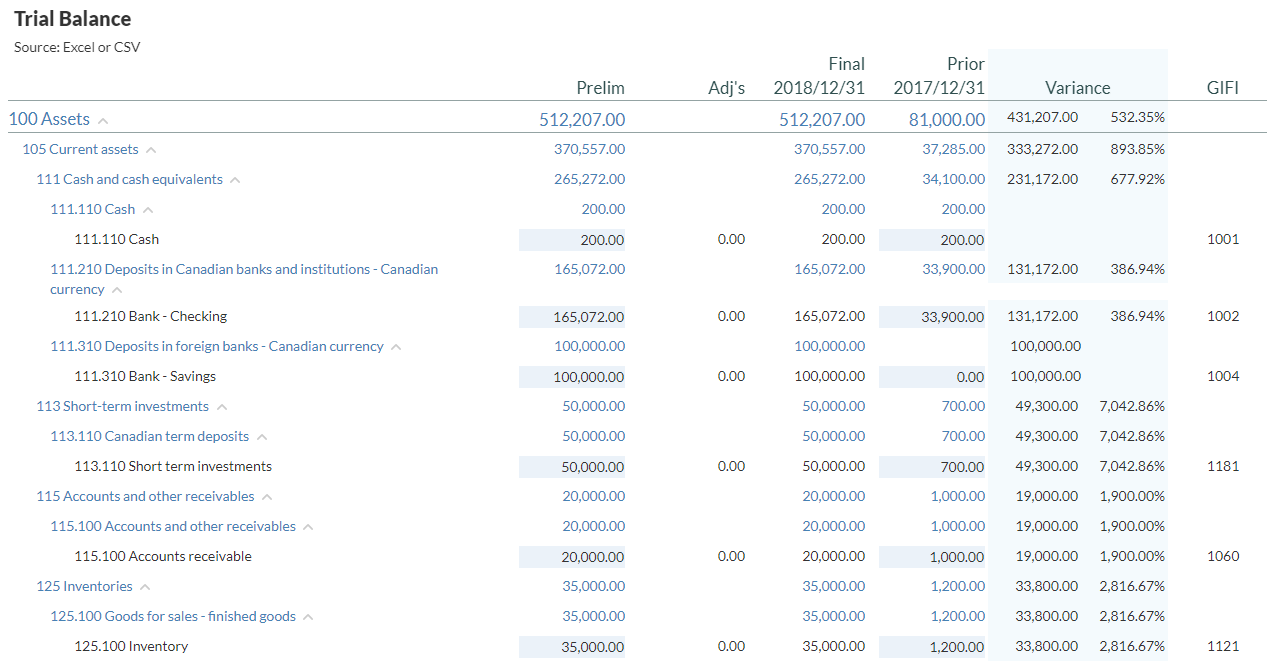 Trial Balance
Source: Excel or CSV
Final Prior
Prelim Adj's 2018/12/31 2017/12/31 Variance GIFI
100 Assets 512,207.00 512,207.00 81,000.00 431,207.00 532.35%
105 Current assets 370,557.00 370,557.00 37,285.00 333,272.00 893.85%
111 Cash and cash equivalents 265,272.00 265,272.00 34,100.00 231,172.00 677.92%
111.110 Cash 200.00 200.00 200.00
111.110 Cash 200.00 0.00 200.00 200.00 1001
111.210 Deposits in Canadian banks and institutions - Canadian 165,072.00 165,072.00 33,900.00 131,172.00 386.94%
currency
111.210 Bank - Checking 165,072.00 0.00 165,072.00 33,900.00 131,172.00 386.94% 1002
111.310 Deposits in foreign banks - Canadian currency 100,000.00 100,000.00 100,000.00
111.310 Bank - Savings 100,000.00 0.00 100,000.00 0.00 100,000.00 1004
113 Short-term investments 50,000.00 50,000.00 700.00 49,300.00 7,042.86%
113.110 Canadian term deposits 50,000.00 50,000.00 700.00 49,300.00 7,042.86%
113.110 Short term investments 50,000.00 0.00 50,000.00 700.00 49,300.00 7,042.86% 1181
115 Accounts and other receivables 20,000.00 20,000.00 1,000.00 19,000.00 1,900.00%
115.100 Accounts and other receivables 20,000.00 20,000.00 1,000.00 19,000.00 1,900.00%
115.100 Accounts receivable 20,000.00 0.00 20,000.00 1,000.00 19,000.00 1,900.00% 1060
125 Inventories 35,000.00 35,000.00 1,200.00 33,800.00 2,816.67%
125.100 Goods for sales - finished goods 35,000.00 35,000.00 1,200.00 33,800.00 2,816.67%
125.100 Inventory 35,000.00 0.00 35,000.00 1,200.00 33,800.00 2,816.67% 1121